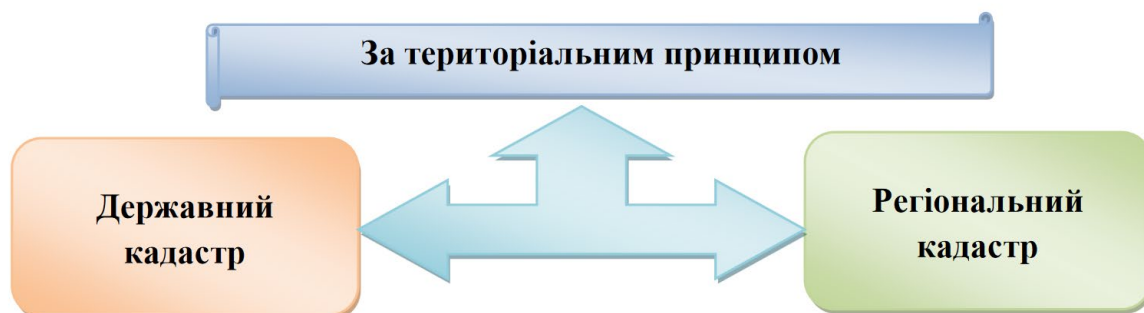 За територіальним принципом
Державний
кадастр
Регіональний
кадастр